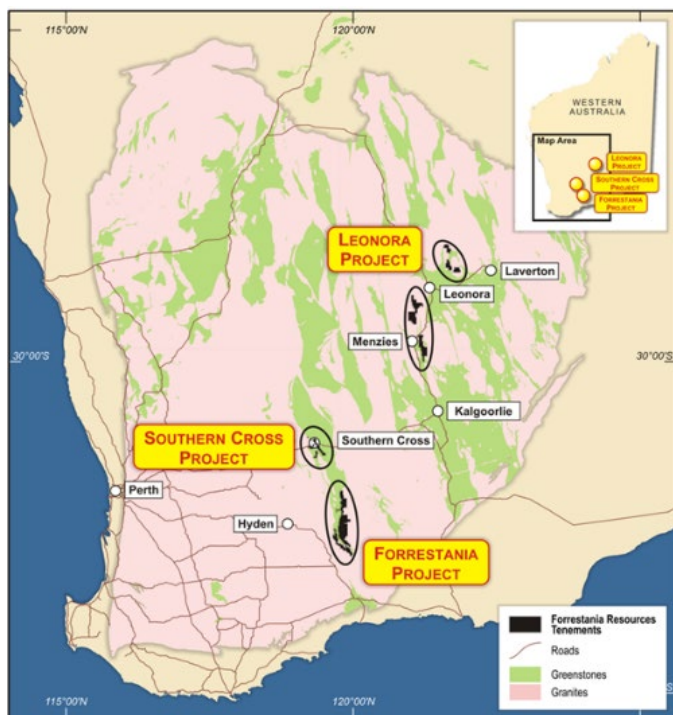 115°00'N
120°00'N
WESTERN
AUSTRALIA
Map Area
LEONORA
PROJECT
SOUTHERN CROSS
PROJECT
FORRESTANIA
PROJECT
LEONORA
PROJECT
Laverton
Leonora
Menzies
30°00'S
30°00'S
Kalgoorlie
SOUTHERN CROSS
PROJECT
Southern Cross
Perth
Hyden
FORRESTANIA
PROJECT
Forrestania Resources
Tenements
Roads
Greenstones
Granites
115°00'N
120°00'N